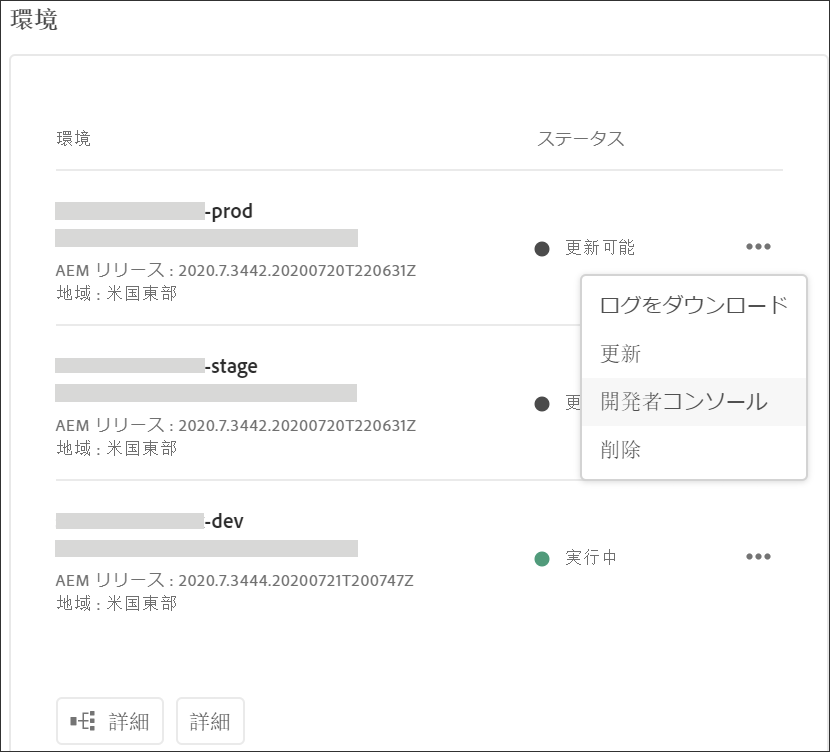 環境
環境
ステータス
-prod
更新可能
AEM リリース : 2020.7.3442.20200720T220631Z
地域 : 米国東部
ログをダウンロード
更新
開発者コンソール
削除
-stage
更
AEM リリース : 2020.7.3442.20200720T220631Z
地域 : 米国東部
-dev
実行中
AEM リリース : 2020.7.3444.20200721T200747Z
地域 : 米国東部
詳細
詳細